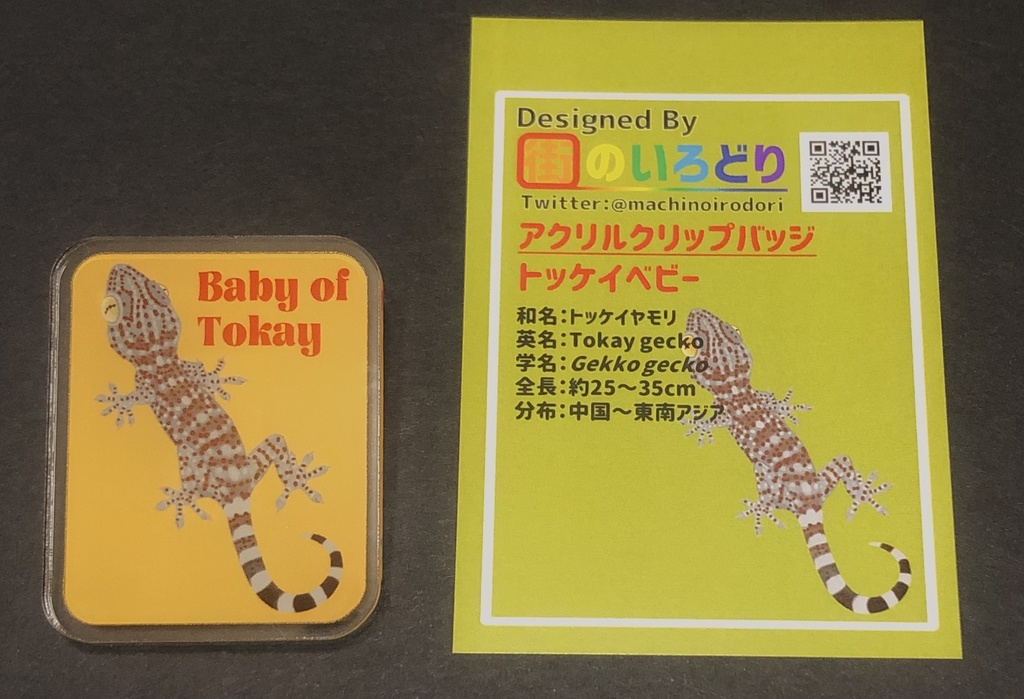 Baby of
Tokay
Designed By
街のいろどり
Twitter:@machinoirodori
アクリルクリップバッジ
トッケイベビー
和名:トッケイヤモリ
英名:Tokay gecko
学名:Gekko gecko
全長:約25〜35cm
分布:中国〜東南アジア